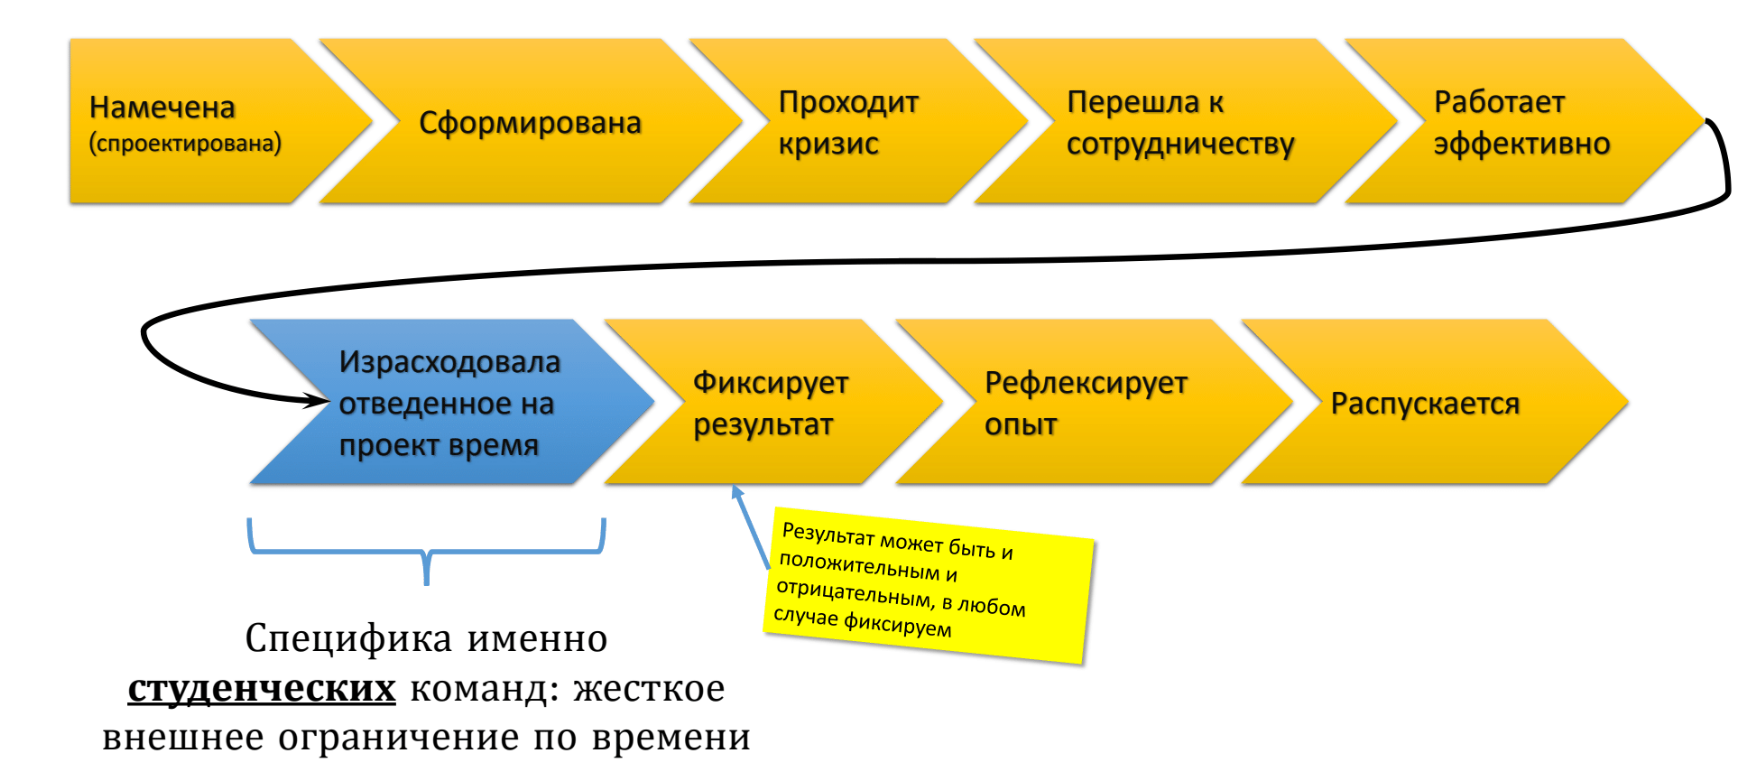 Намечена
(спроектирована)
Сформирована
Проходит
кризис
Перешла к
сотрудничеству
Работает
эффективно
Израсходовала
отведенное на
проект время
Фиксирует
результат
Рефлексирует
опыт
Распускается
Результат может быть и
положительным и
отрицательным, в любом
случае фиксируем
Специфика именно
студенческих команд: жесткое
внешнее ограничение по времени